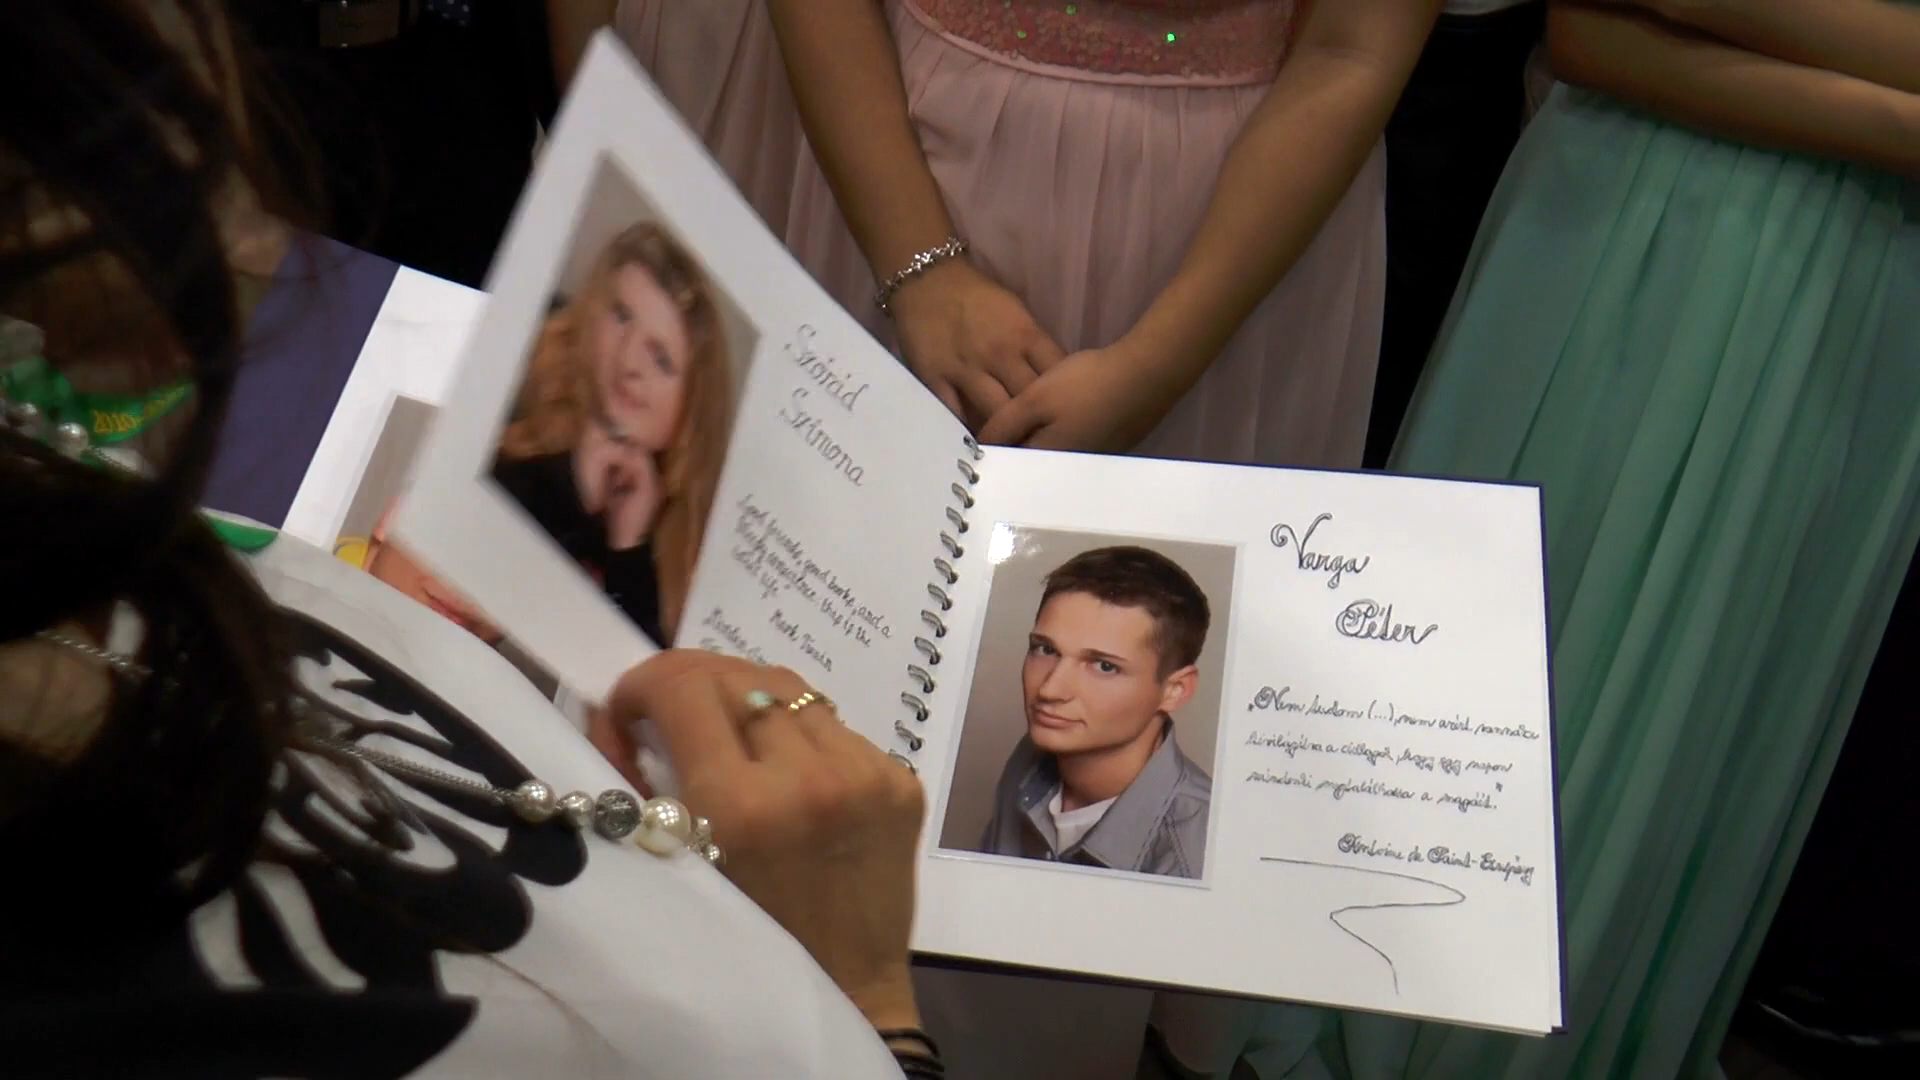 Szórád
Szimona
Good friends, good books, and a
sleepy conscience: this is the
ideal life.
Mark Twain
Varga
Péter
„Nem tudom (...), nem azért vannak-e
kivilágítva a csillagok, hogy egy napon
mindenki megtalálhassa a magáét."
Antoine de Saint-Exupéry